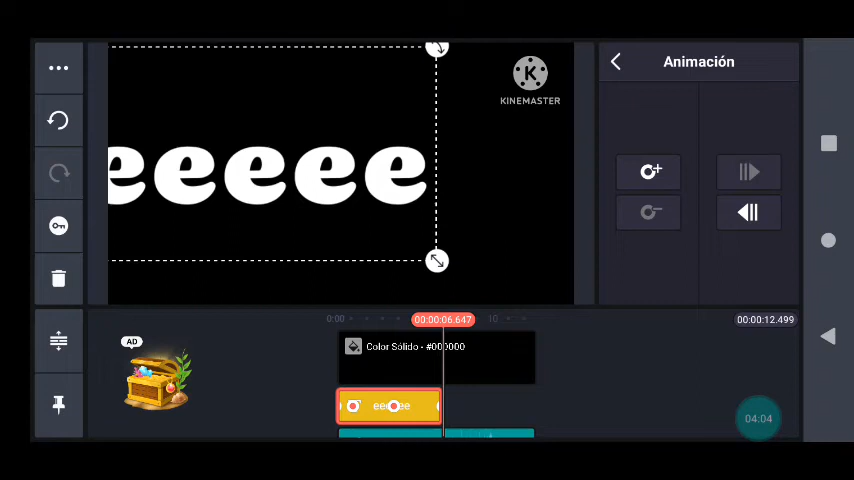 Animación
KINEMASTER
eeeee
0:00
00:00:06.647
10
00:00:12.499
AD
Color Sólido - #000000
04:04